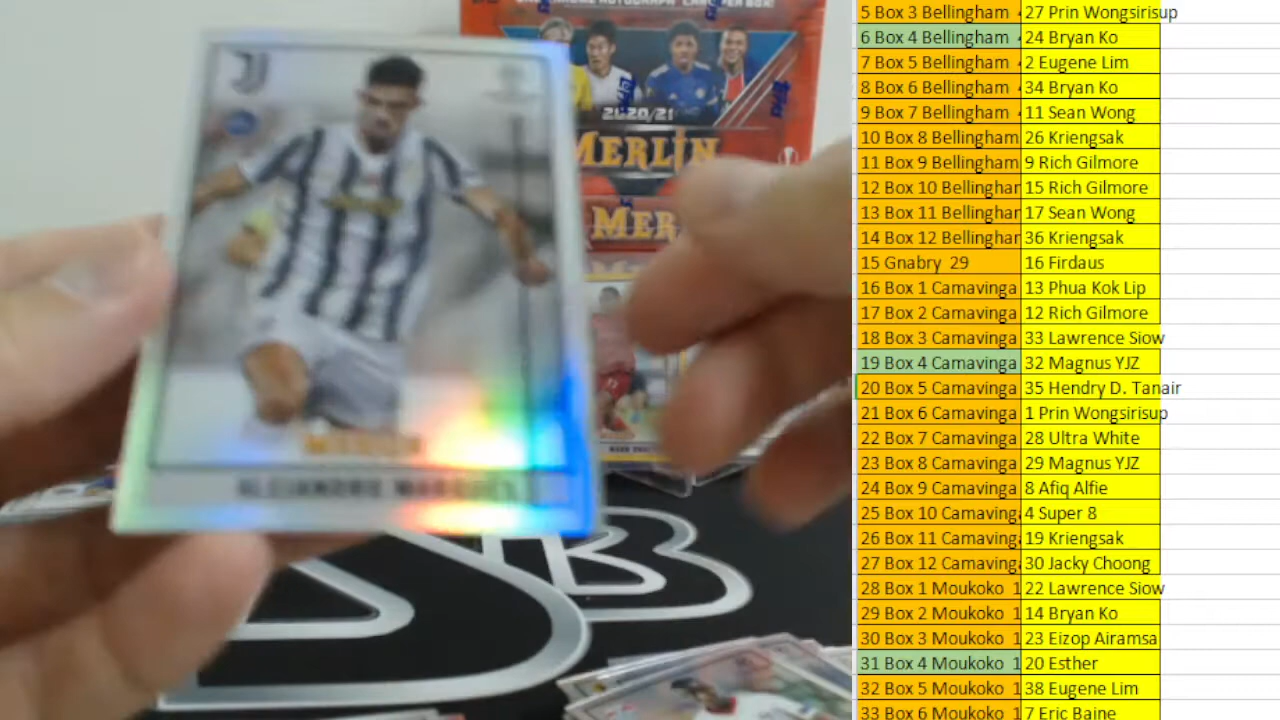 2020/21
MERLIN
MER
ALEJANDRO MARQUES
5 Box 3 Bellingham 27 Prin Wongsirisup
6 Box 4 Bellingham 24 Bryan Ko
7 Box 5 Bellingham 2 Eugene Lim
8 Box 6 Bellingham 34 Bryan Ko
9 Box 7 Bellingham 11 Sean Wong
10 Box 8 Bellingham 26 Kriengsak
11 Box 9 Bellingham 9 Rich Gilmore
12 Box 10 Bellinghar 15 Rich Gilmore
13 Box 11 Bellinghar 17 Sean Wong
14 Box 12 Bellinghar 36 Kriengsak
15 Gnabry 29 16 Firdaus
16 Box 1 Camavinga 13 Phua Kok Lip
17 Box 2 Camavinga 12 Rich Gilmore
18 Box 3 Camavinga 33 Lawrence Siow
19 Box 4 Camavinga 32 Magnus YJZ
20 Box 5 Camavinga 35 Hendry D. Tanair
21 Box 6 Camavinga 1 Prin Wongsirisup
22 Box 7 Camavinga 28 Ultra White
23 Box 8 Camavinga 29 Magnus YJZ
24 Box 9 Camavinga 8 Afiq Alfie
25 Box 10 Camaving 4 Super 8
26 Box 11 Camaving 19 Kriengsak
27 Box 12 Camaving 30 Jacky Choong
28 Box 1 Moukoko 1 22 Lawrence Siow
29 Box 2 Moukoko 1 14 Bryan Ko
30 Box 3 Moukoko 1 23 Eizop Airamsa
31 Box 4 Moukoko 1 20 Esther
32 Box 5 Moukoko 1 38 Eugene Lim
33 Box 6 Moukoko 1 7 Eric Baine